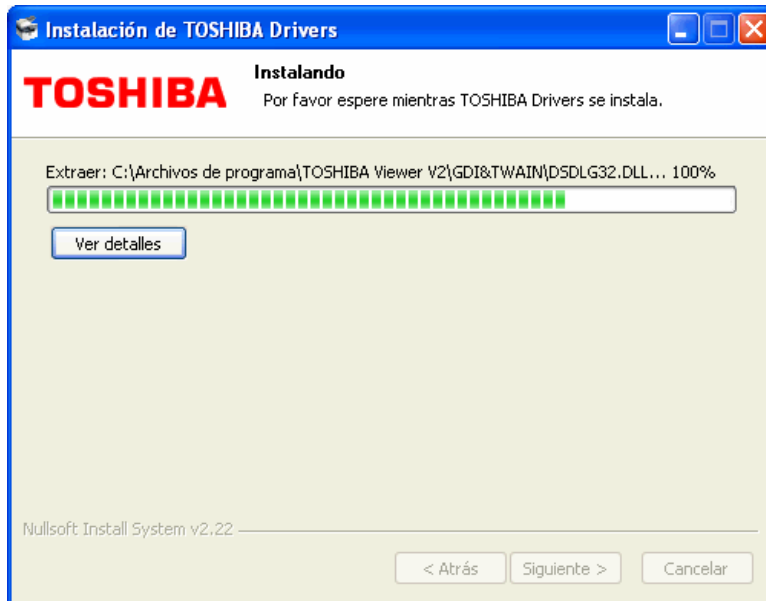 Instalación de TOSHIBA Drivers
TOSHIBA
Instalando
Por favor espere mientras TOSHIBA Drivers se instala.
Extraer: C:\Archivos de programa\TOSHIBA Viewer V2\GDI&TWAIN\DSDLG32.DLL... 100%
Ver detalles
Nullsoft Install System v2.22
< Atrás Siguiente > Cancelar